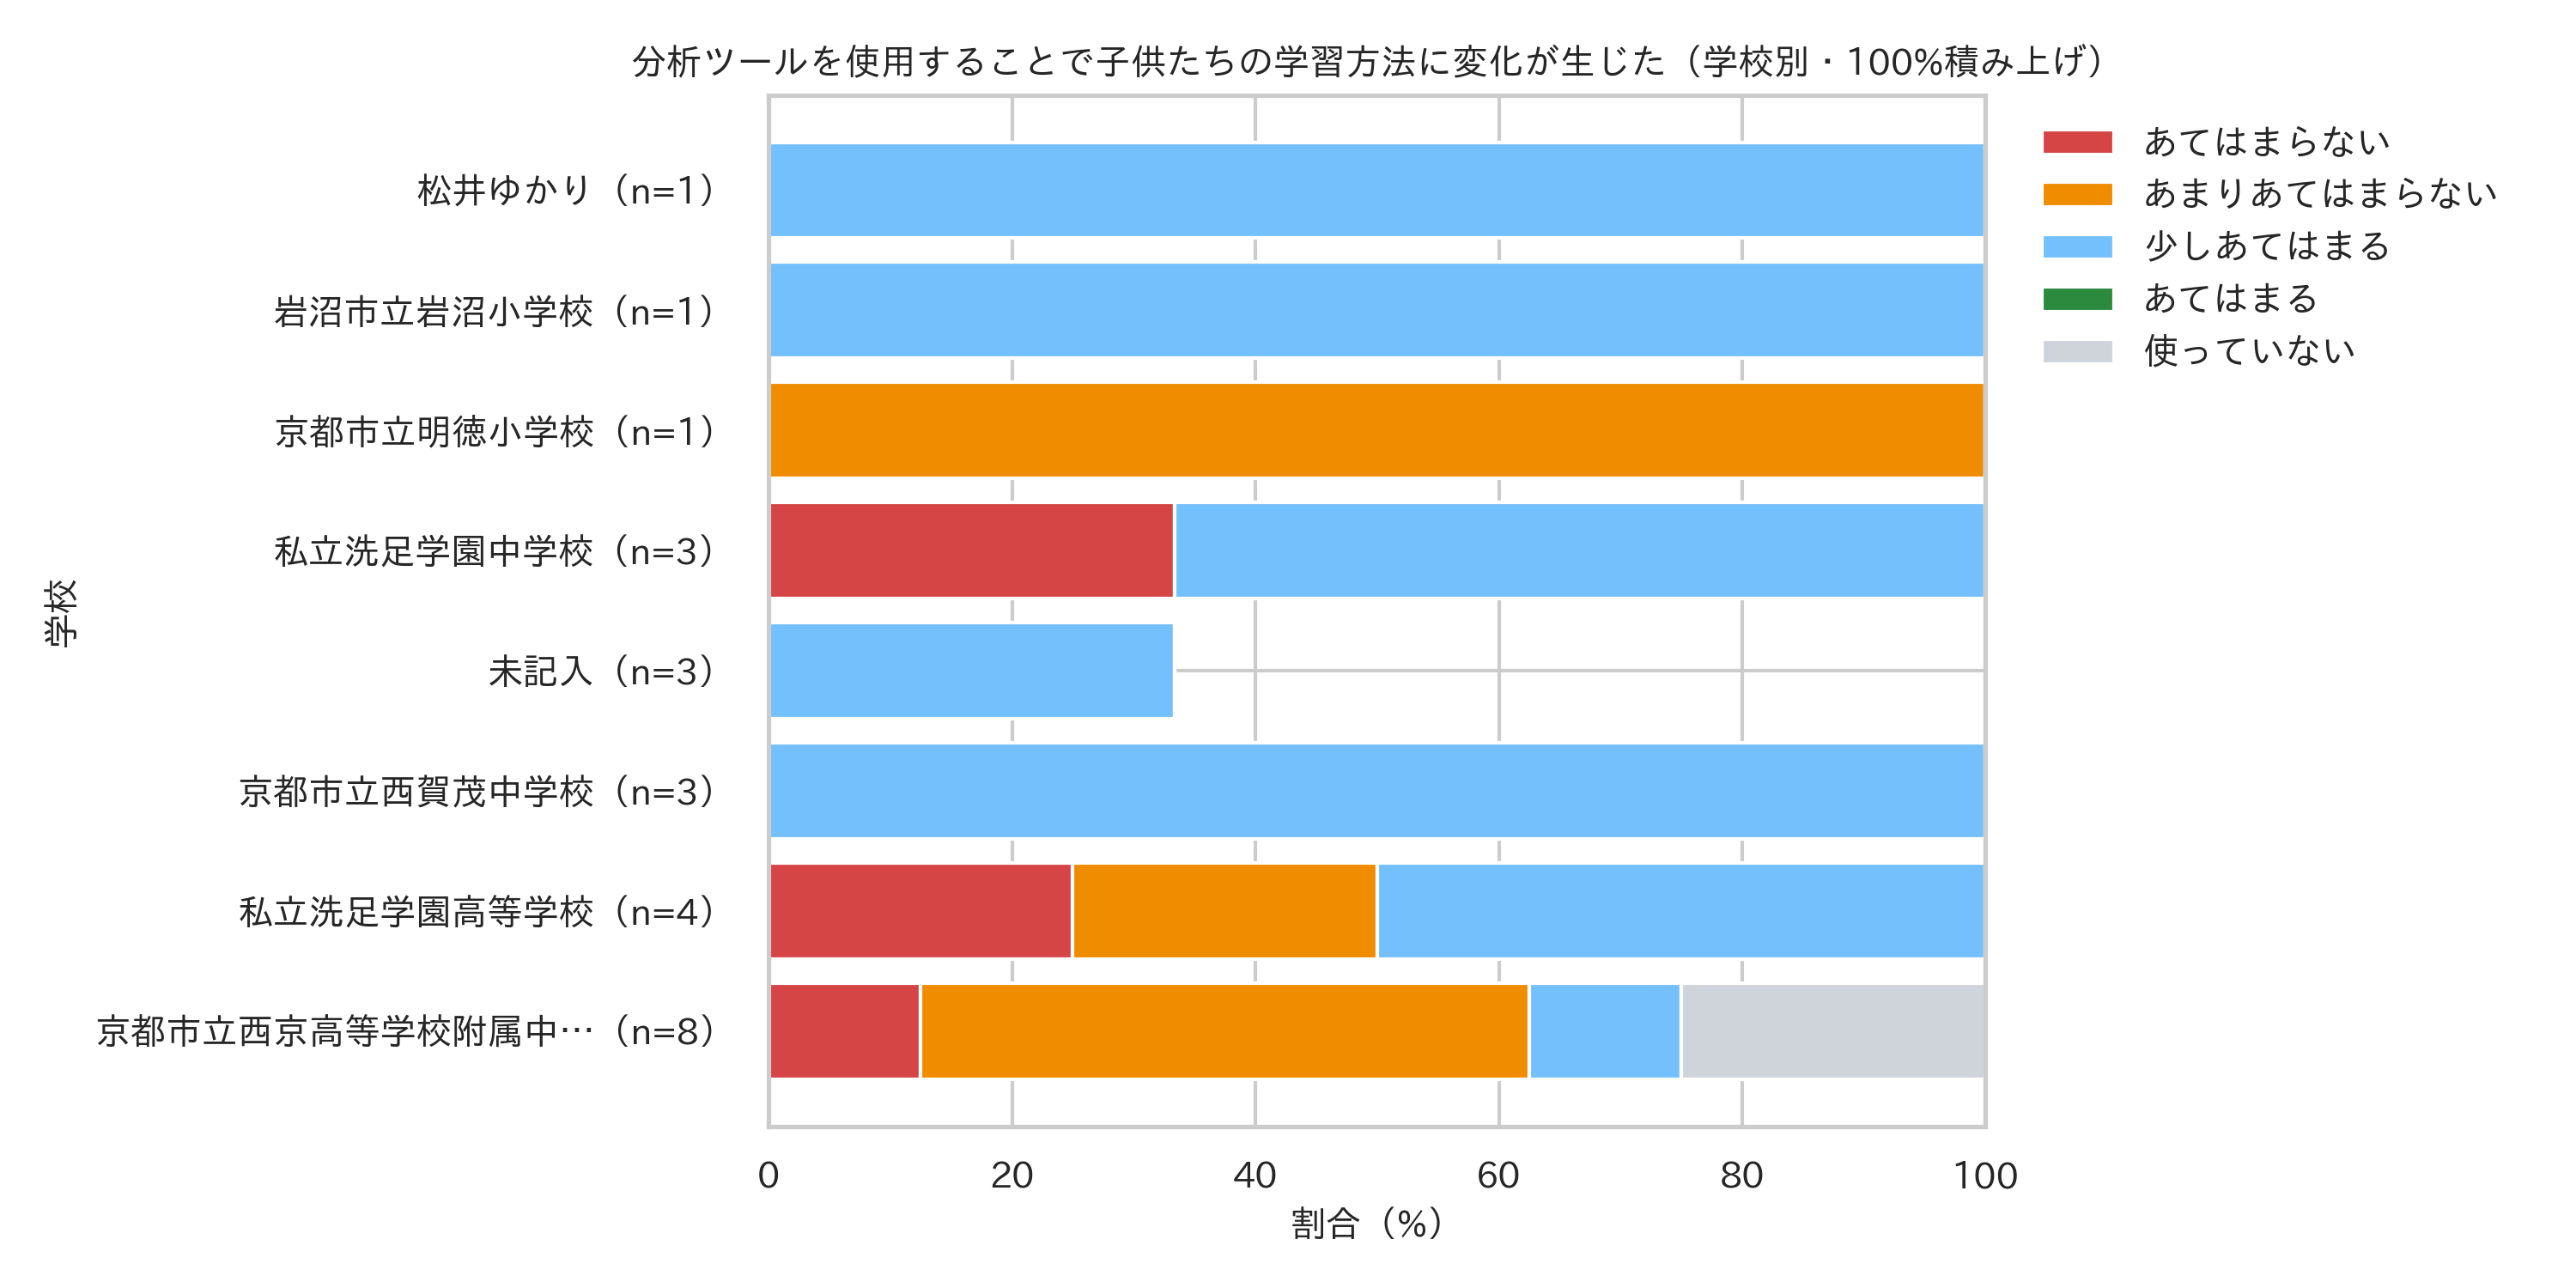 分析ツールを使用することで子供たちの学習方法に変化が生じた（学校別・100%積み上げ）
あてはまらない
あまりあてはまらない
少しあてはまる
あてはまる
使っていない
学校
松井ゆかり（n=1）
岩沼市立岩沼小学校（n=1）
京都市立明徳小学校（n=1）
私立洗足学園中学校（n=3）
未記入（n=3）
京都市立西賀茂中学校（n=3）
私立洗足学園高等学校（n=4）
京都市立西京高等学校附属中…（n=8）
0 20 40 60 80 100
割合（%）